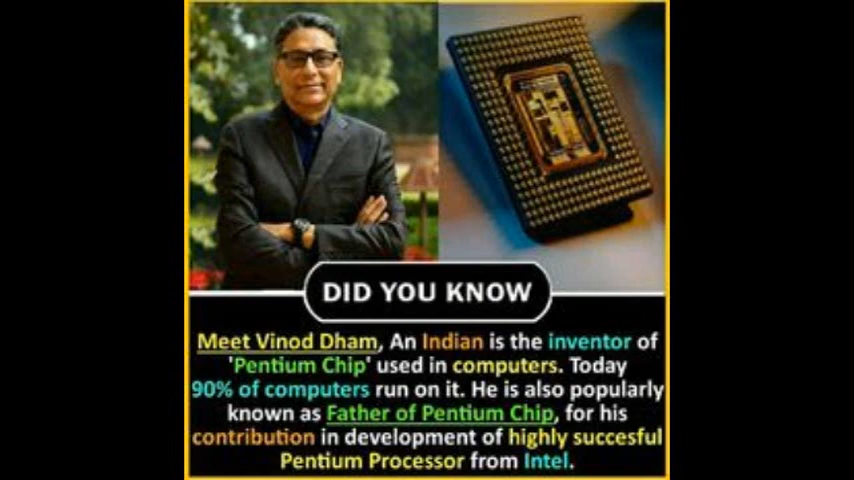 DID YOU KNOW
Meet Vinod Dham, An Indian is the inventor of
'Pentium Chip' used in computers. Today
90% of computers run on it. He is also popularly
known as Father of Pentium Chip, for his
contribution in development of highly succesful
Pentium Processor from Intel.